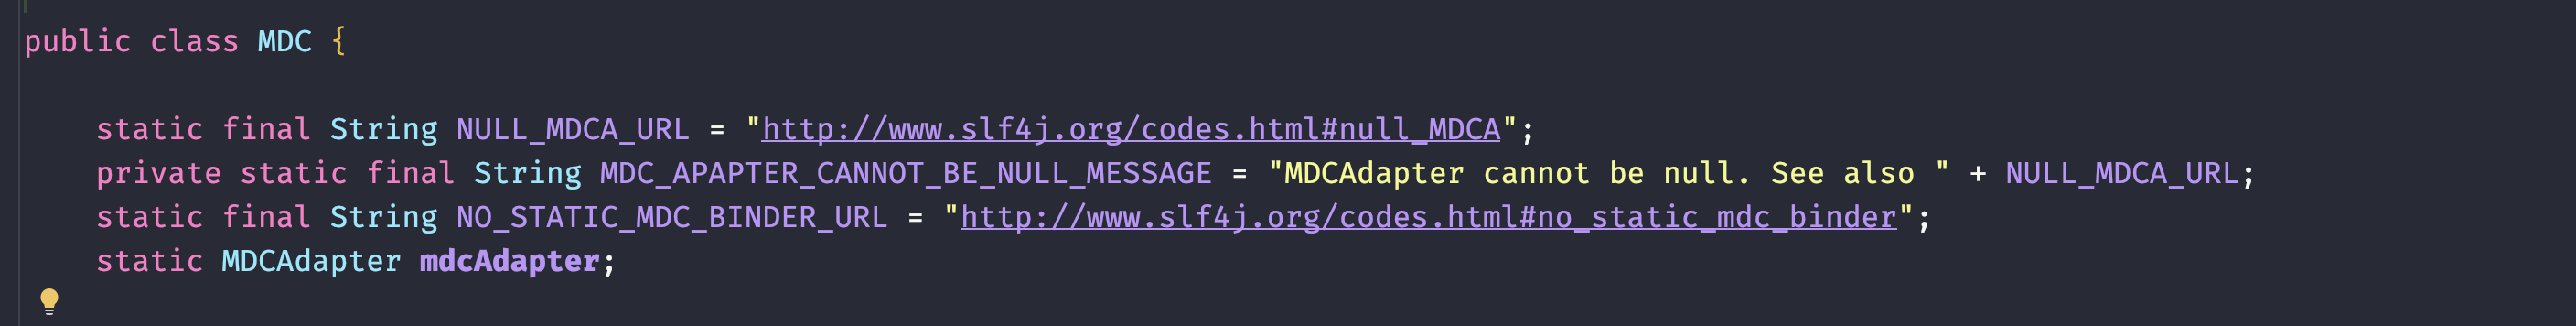 public class MDC {
static final String NULL_MDCA_URL = "http://www.slf4j.org/codes.html#null_MDCA";
private static final String MDC_APAPTER_CANNOT_BE_NULL_MESSAGE = "MDCAdapter cannot be null. See also " + NULL_MDCA_URL;
static final String NO_STATIC_MDC_BINDER_URL = "http://www.slf4j.org/codes.html#no_static_mdc_binder";
static MDCAdapter mdcAdapter;